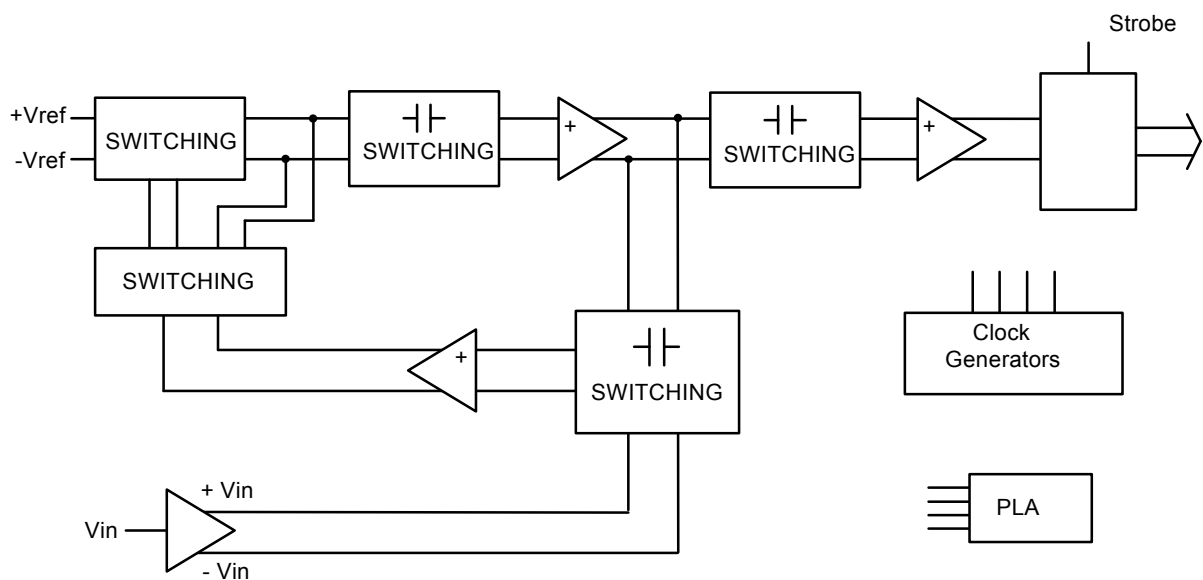 Strobe
+Vref
-Vref
SWITCHING
SWITCHING
+
SWITCHING
+
SWITCHING
+
SWITCHING
Clock
Generators
Vin
+ Vin
- Vin
PLA